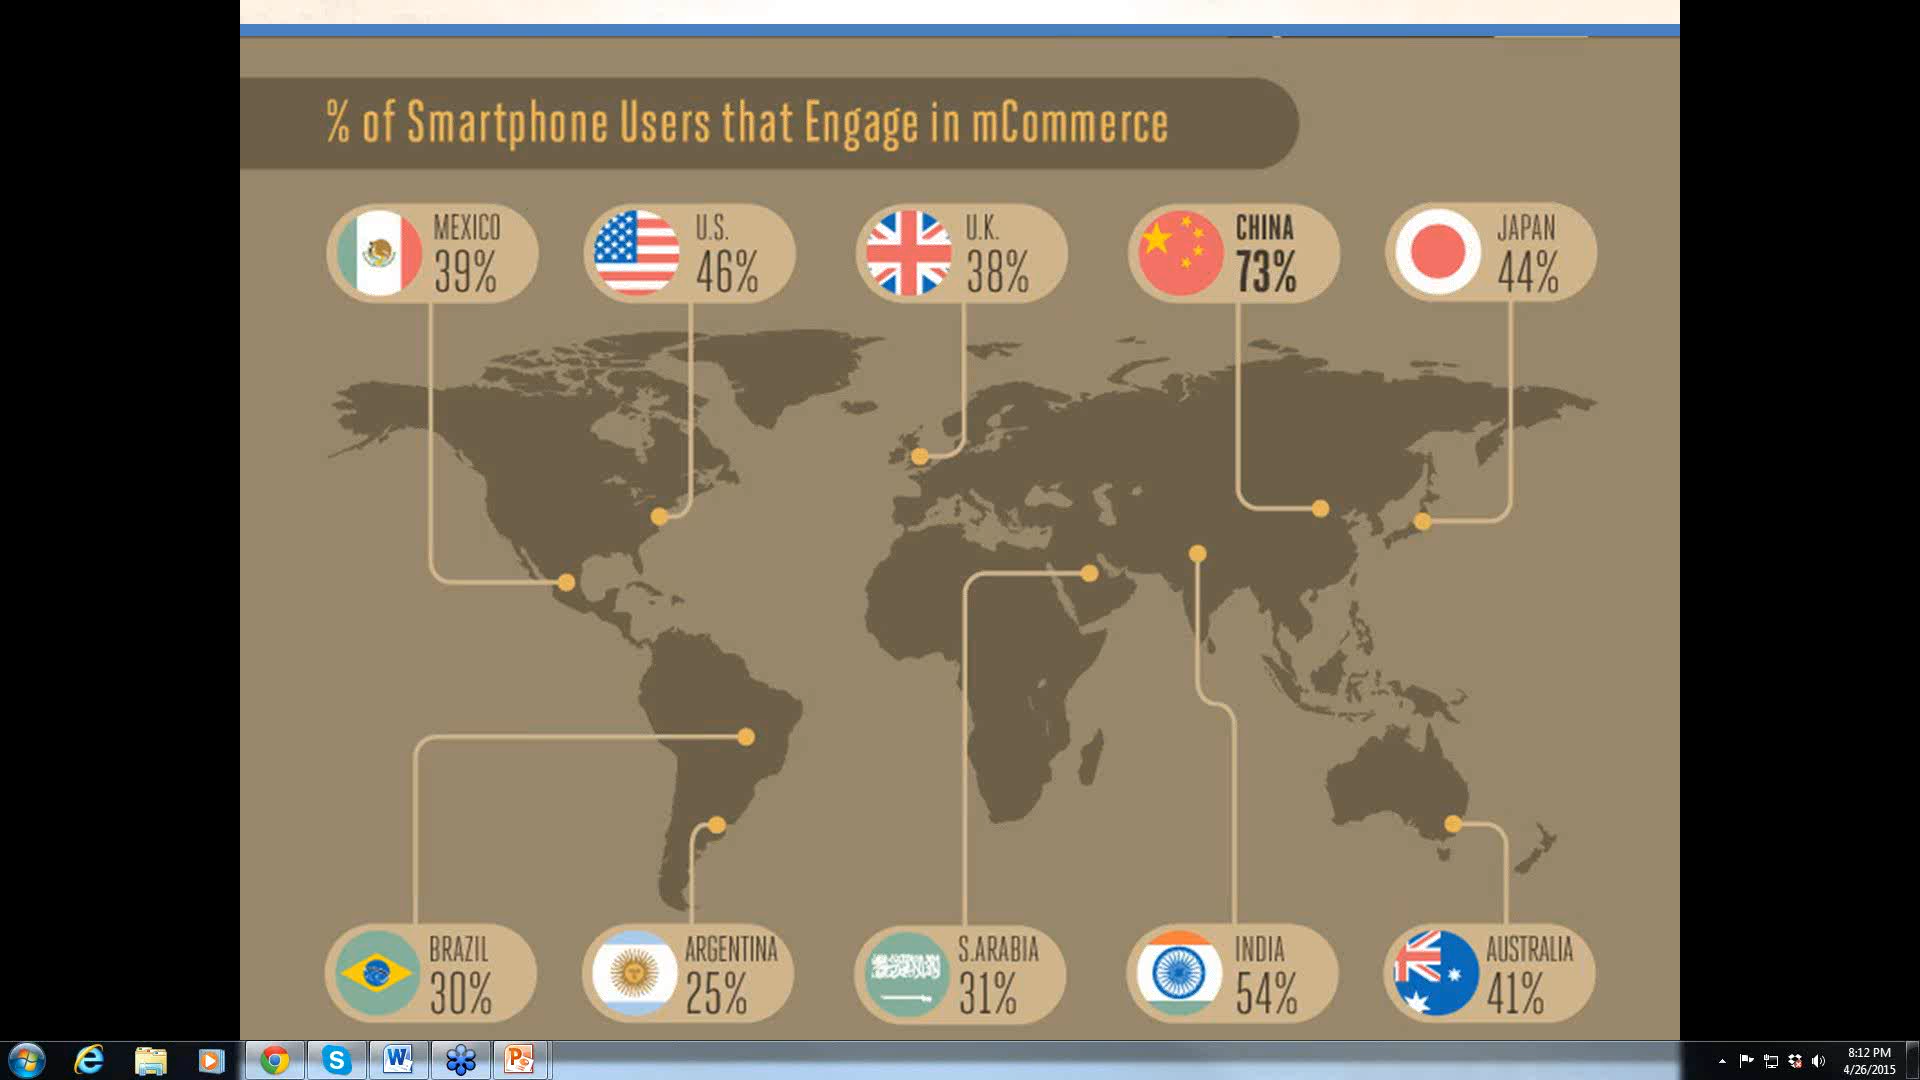 % of Smartphone Users that Engage in mCommerce
MEXICO
39%
U.S.
46%
U.K.
38%
CHINA
73%
JAPAN
44%
BRAZIL
30%
ARGENTINA
25%
S.ARABIA
31%
INDIA
54%
AUSTRALIA
41%
8:12 PM
4/26/2015